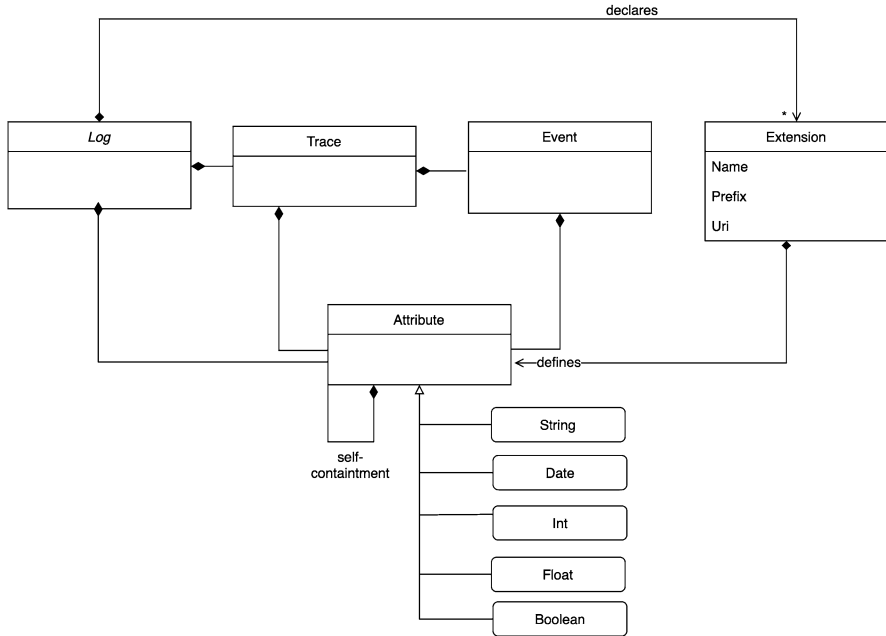 declares
*
Log
Trace
Event
Extension
Name
Prefix
Uri
Attribute
defines
self-
containtment
String
Date
Int
Float
Boolean